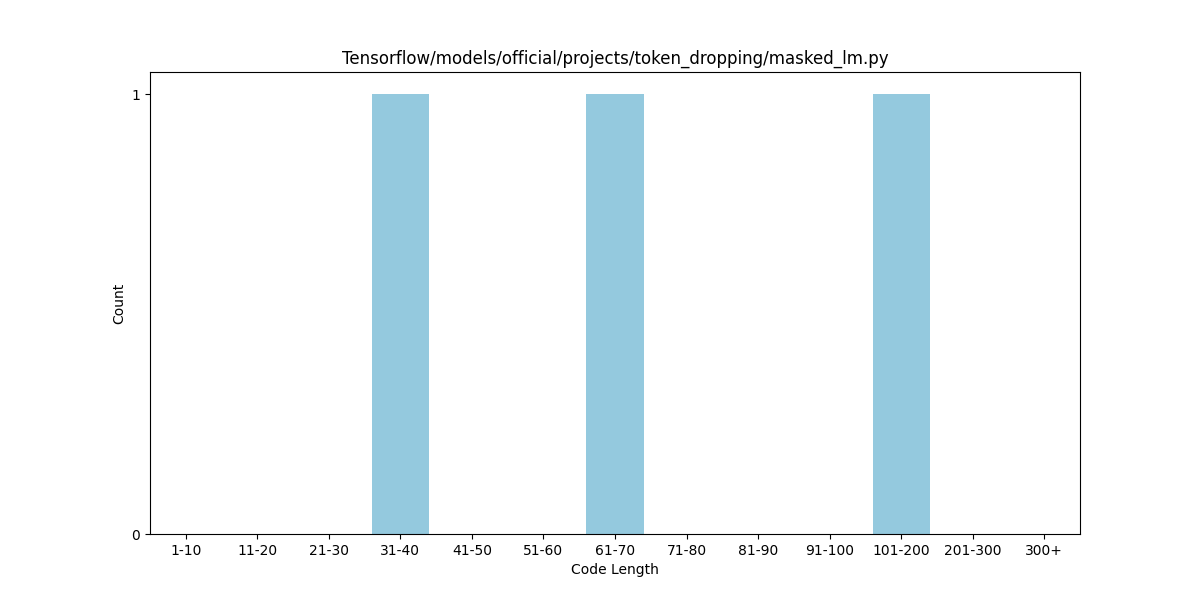 Tensorflow/models/official/projects/token_dropping/masked_lm.py
1
Count
0
1-10 11-20 21-30 31-40 41-50 51-60 61-70 71-80 81-90 91-100 101-200 201-300 300+
Code Length